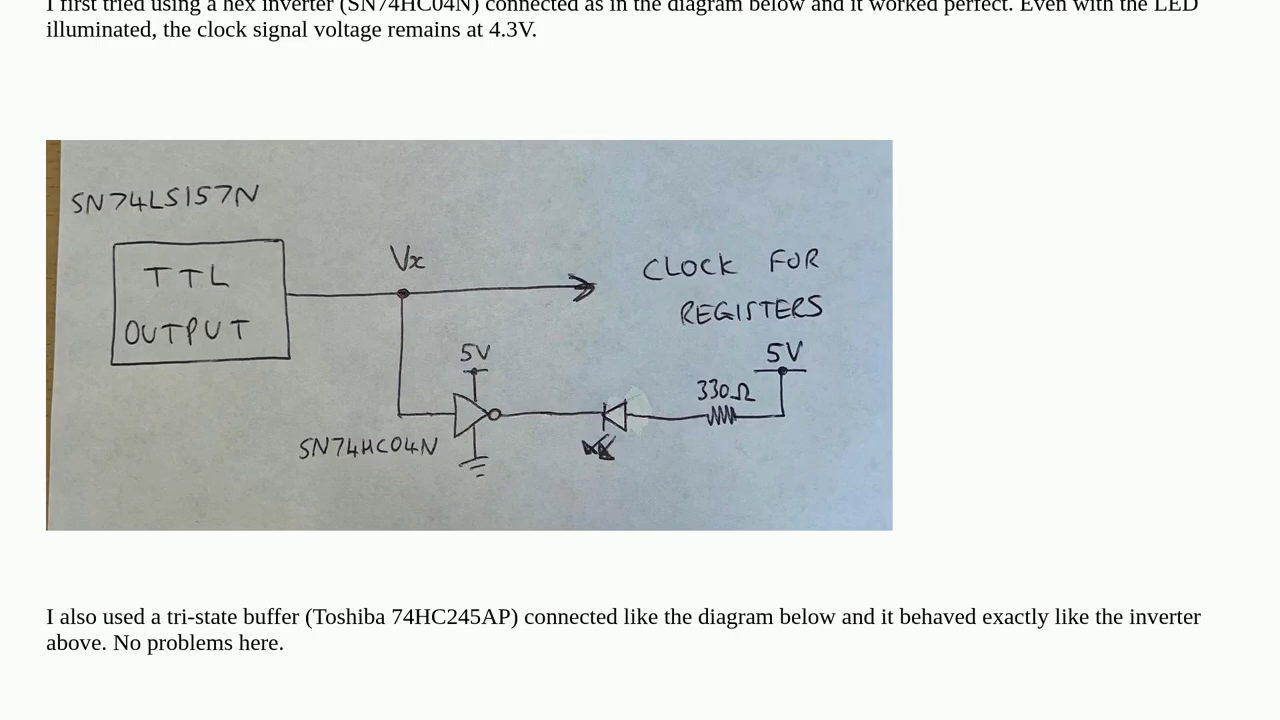 I first tried using a hex inverter (SN74HC04N) connected as in the diagram below and it worked perfect. Even with the LED
illuminated, the clock signal voltage remains at 4.3V.
SN74LS157N
TTL
OUTPUT
Vx
CLOCK FOR
REGISTERS
5V
5V
330Ω
SN74HC04N
I also used a tri-state buffer (Toshiba 74HC245AP) connected like the diagram below and it behaved exactly like the inverter
above. No problems here.